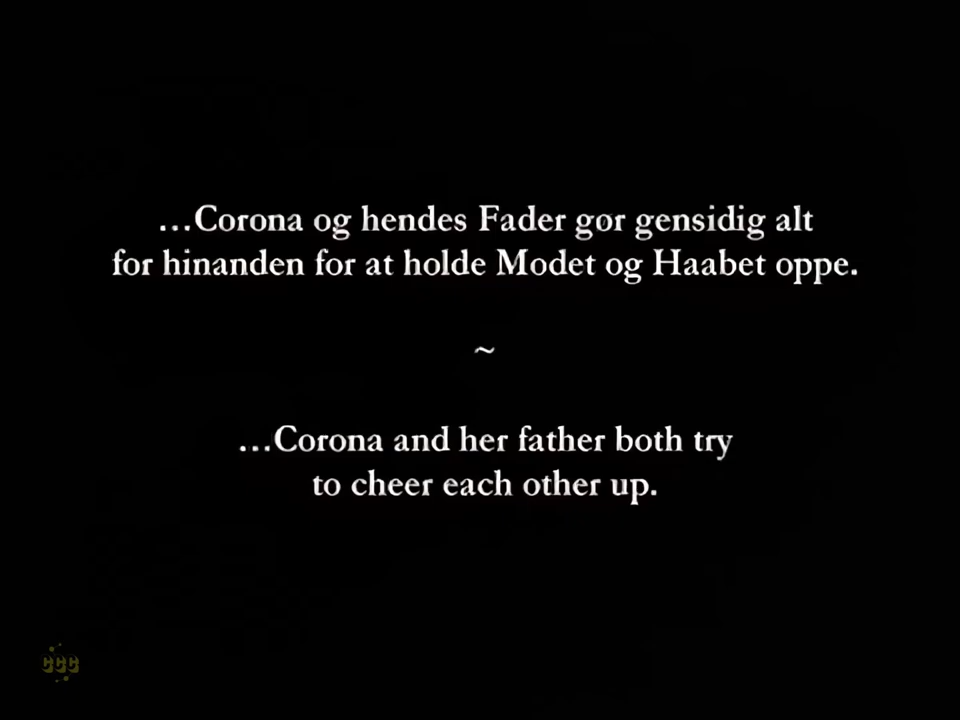 …Corona og hendes Fader gør gensidig alt
for hinanden for at holde Modet og Haabet oppe.
~
…Corona and her father both try
to cheer each other up.
CCC